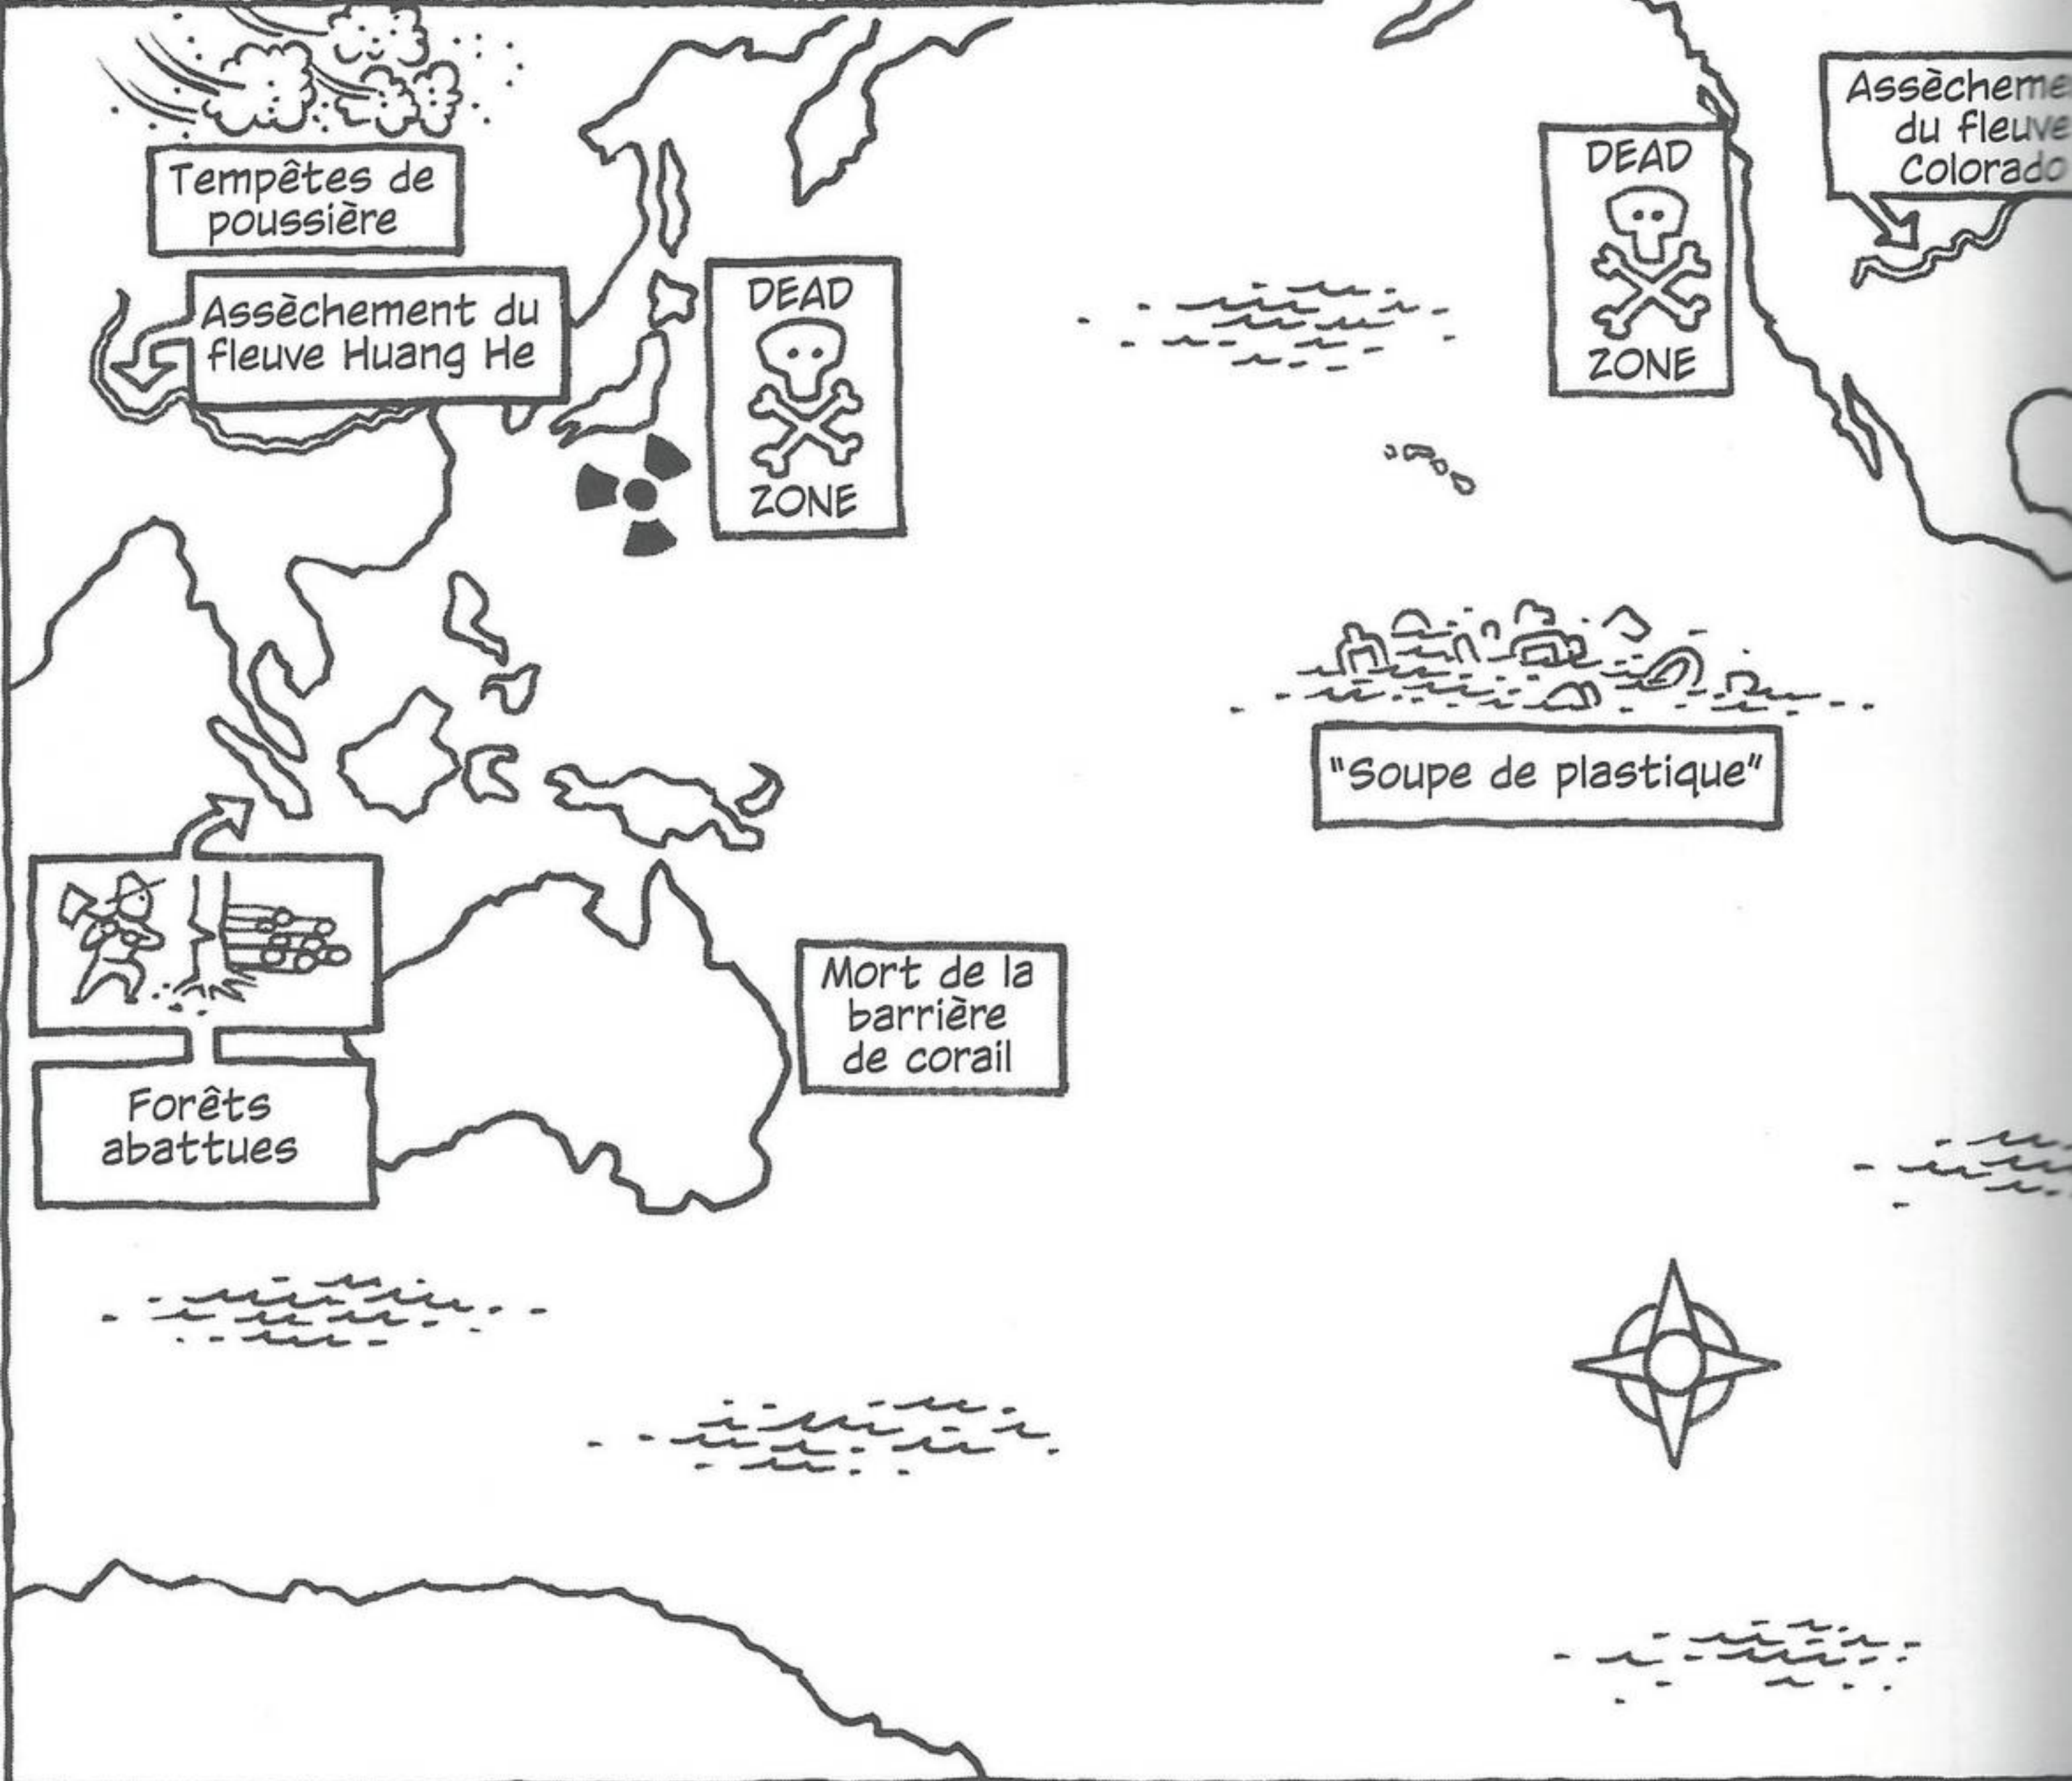 Tempêtes de
poussière
Assèchement du
fleuve Huang He
DEAD
ZONE
DEAD
ZONE
du fleuve
Colorado
"Soupe de plastique"
Mort de la
barrière
de corail
Forêts
abattues